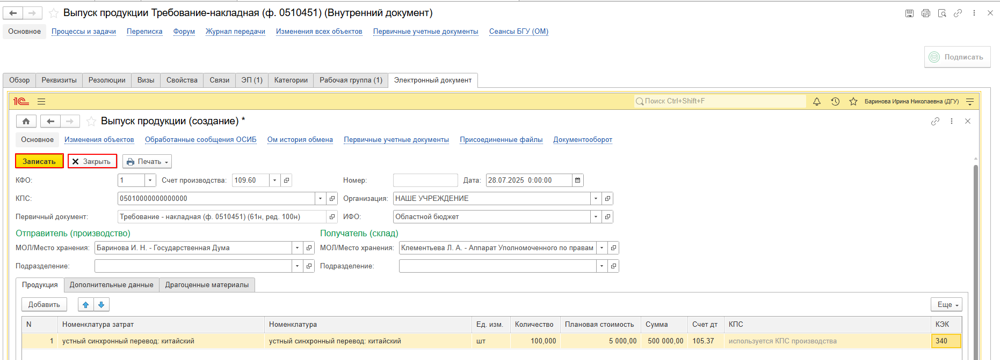 Выпуск продукции Требование-накладная (ф. 0510451) (Внутренний документ)
Основное Процессы и задачи Переписка Форум Журнал передачи Изменения всех объектов Первичные учетные документы Сеансы БГУ (ОМ)
Подписать
Обзор Реквизиты Резолюции Визы Свойства Связи ЭП (1) Категории Рабочая группа (1) Электронный документ
1С Поиск Ctrl+Shift+F Баринова Ирина Николаевна (ДГУ)
Выпуск продукции (создание) *
Основное Изменения объектов Обработанные сообщения ОСИБ Ом история обмена Первичные учетные документы Присоединенные файлы Документооборот
Записать Закрыть Печать
КФО: 1 Счет производства: 109.60 Номер: Дата: 28.07.2025 0:00:00
КПС: 05010000000000000 Организация: НАШЕ УЧРЕЖДЕНИЕ
Первичный документ: Требование - накладная (ф. 0510451) (61н, ред. 100н) ИФО: Областной бюджет
Отправитель (производство) Получатель (склад)
МОЛ/Место хранения: Баринова И. Н. - Государственная Дума МОЛ/Место хранения: Клементьева Л. А. - Аппарат Уполномоченного по правам
Подразделение: Подразделение:
Продукция Дополнительные данные Драгоценные материалы
Добавить Еще
N Номенклатура затрат Номенклатура Ед. изм. Количество Плановая стоимость Сумма Счет дт КПС КЭК
1 устный синхронный перевод: китайский устный синхронный перевод: китайский шт 100,000 5 000,00 500 000,00 105.37 используется КПС производства 340